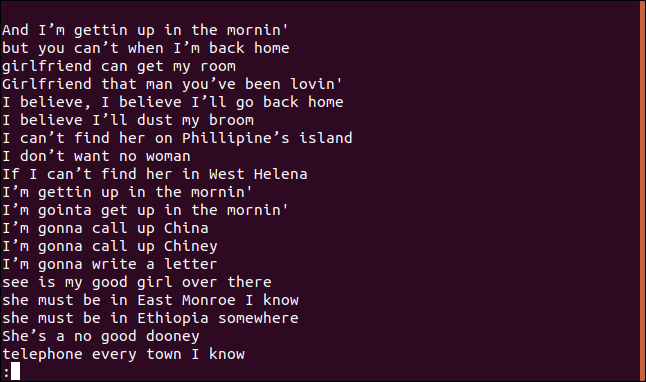 And I’m gettin up in the mornin'
but you can’t when I’m back home
girlfriend can get my room
Girlfriend that man you’ve been lovin'
I believe, I believe I’ll go back home
I believe I’ll dust my broom
I can’t find her on Phillipine’s island
I don’t want no woman
If I can’t find her in West Helena
I’m gettin up in the mornin'
I’m gointa get up in the mornin'
I’m gonna call up China
I’m gonna call up Chiney
I’m gonna write a letter
see is my good girl over there
she must be in East Monroe I know
she must be in Ethiopia somewhere
She’s a no good dooney
telephone every town I know
: